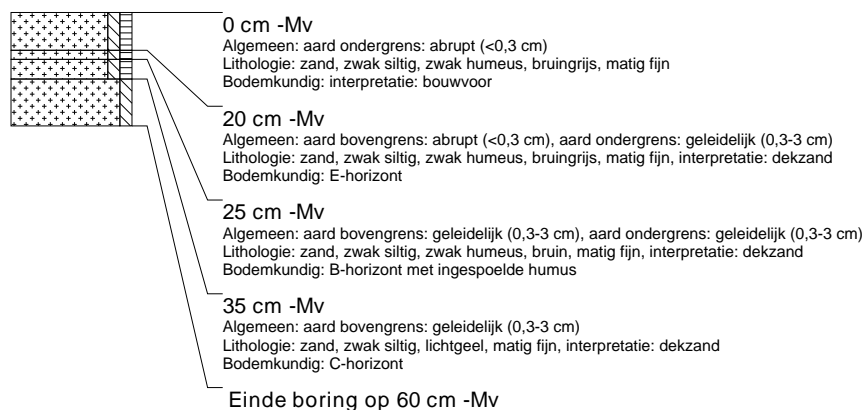 0 cm -Mv
Algemeen: aard ondergrens: abrupt (<0,3 cm)
Lithologie: zand, zwak siltig, zwak humeus, bruingrijs, matig fijn
Bodemkundig: interpretatie: bouwvoor
20 cm -Mv
Algemeen: aard bovengrens: abrupt (<0,3 cm), aard ondergrens: geleidelijk (0,3-3 cm)
Lithologie: zand, zwak siltig, zwak humeus, bruingrijs, matig fijn, interpretatie: dekzand
Bodemkundig: E-horizont
25 cm -Mv
Algemeen: aard bovengrens: geleidelijk (0,3-3 cm), aard ondergrens: geleidelijk (0,3-3 cm)
Lithologie: zand, zwak siltig, zwak humeus, bruin, matig fijn, interpretatie: dekzand
Bodemkundig: B-horizont met ingespoelde humus
35 cm -Mv
Algemeen: aard bovengrens: geleidelijk (0,3-3 cm)
Lithologie: zand, zwak siltig, lichtgeel, matig fijn, interpretatie: dekzand
Bodemkundig: C-horizont
Einde boring op 60 cm -Mv